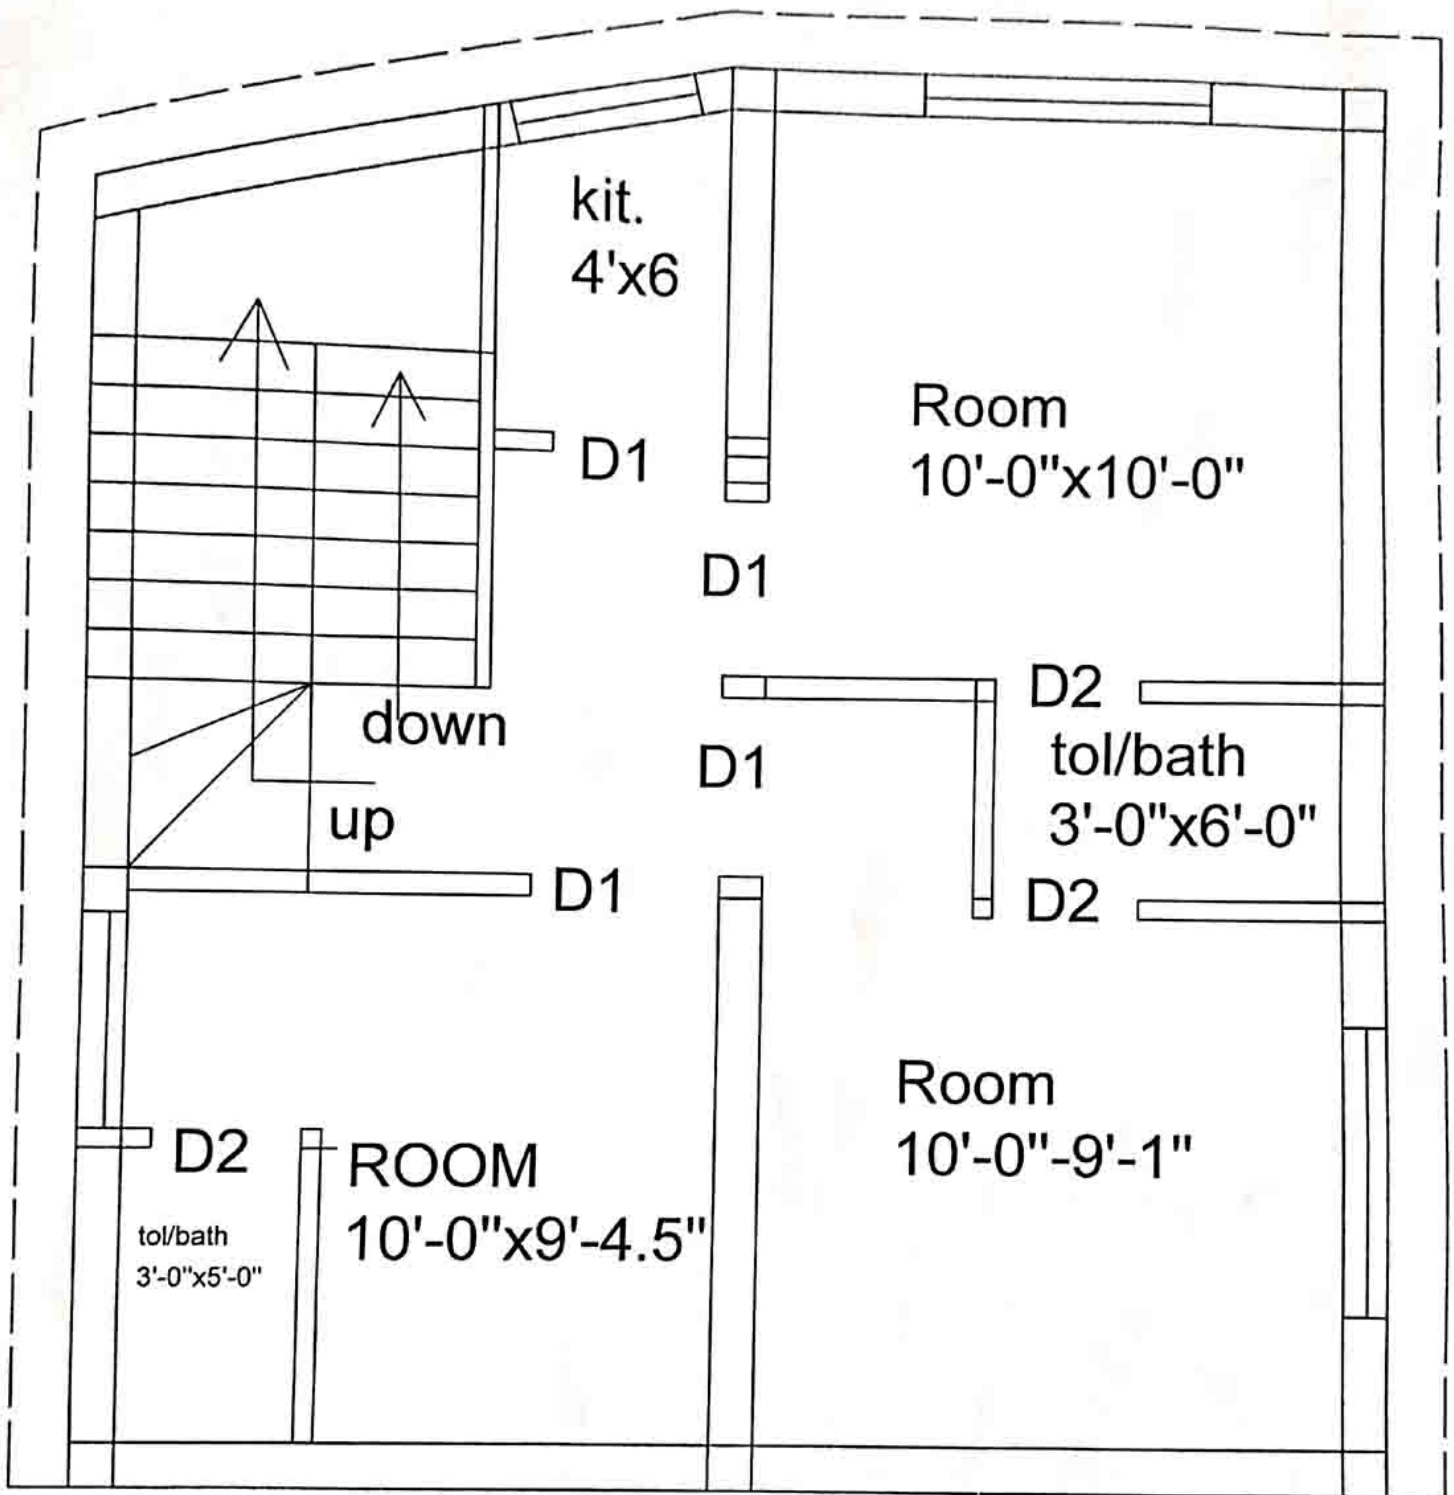 kit.
4'x6
Room
10'-0"x10'-0"
D1
D1
D2
down
D1
tol/bath
3'-0"x6'-0"
up
D1
D2
Room
10'-0"-9'-1"
D2
ROOM
10'-0"x9'-4.5"
tol/bath
3'-0"x5'-0"